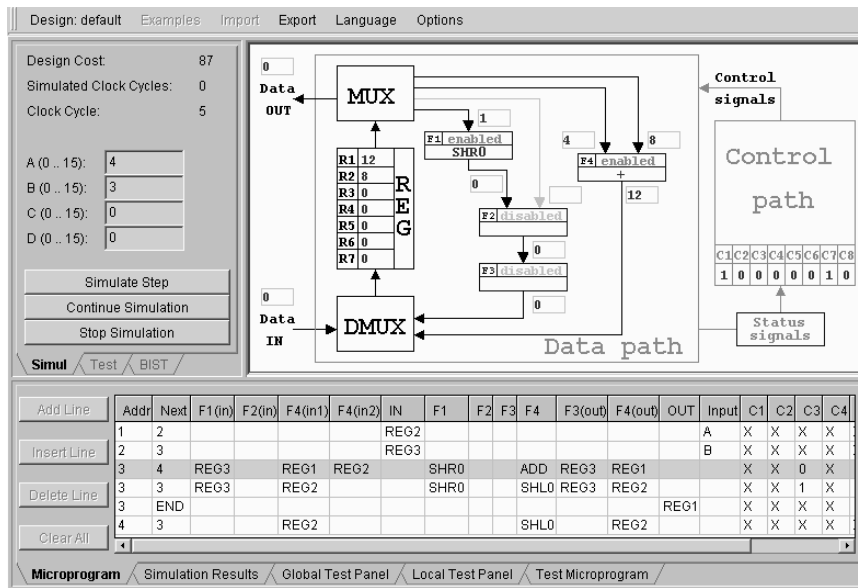 Design: default Examples Import Export Language Options
Design Cost: 87
Simulated Clock Cycles: 0
Clock Cycle: 5
A (0 .. 15): 4
B (0 .. 15): 3
C (0 .. 15): 0
D (0 .. 15): 0
Simulate Step
Continue Simulation
Stop Simulation
Simul Test BIST
0
Data
OUT
MUX
1
F1 enabled
SHR0
0
4
8
F4 enabled
+
12
R1 12
R2 8
R3 0
R4 0
R5 0
R6 0
R7 0
REG
F2 disabled
0
F3 disabled
0
0
Data
IN
DMUX
Data path
Control
signals
Control
path
C1 C2 C3 C4 C5 C6 C7 C8
1 0 0 0 0 0 1 0
Status
signals
Add Line
Insert Line
Delete Line
Clear All
Addr Next F1(in) F2(in) F4(in1) F4(in2) IN F1 F2 F3 F4 F3(out) F4(out) OUT Input C1 C2 C3 C4
1 2 REG2 A X X X X
2 3 REG3 B X X X X
3 4 REG3 REG1 REG2 SHR0 ADD REG3 REG1 X X 0 X
3 3 REG3 REG2 SHR0 SHL0 REG3 REG2 X X 1 X
3 END REG1 X X X X
4 3 REG2 SHL0 REG2 X X X X
Microprogram Simulation Results Global Test Panel Local Test Panel Test Microprogram